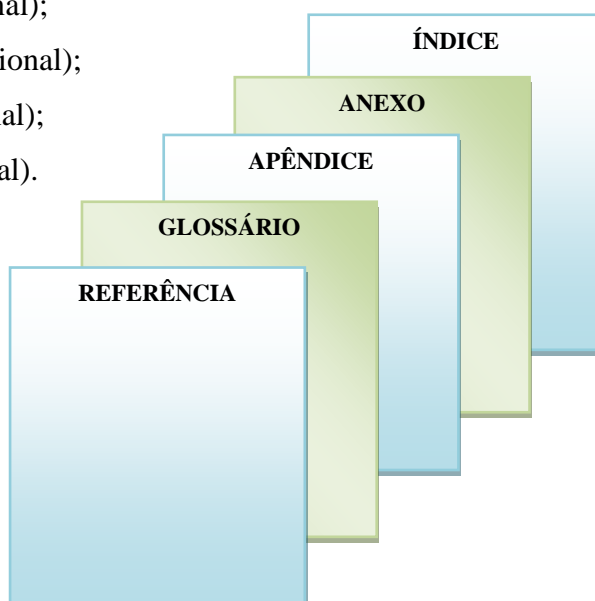 nal);
ional);
al);
al).
ÍNDICE
ANEXO
APÊNDICE
GLOSSÁRIO
REFERÊNCIA